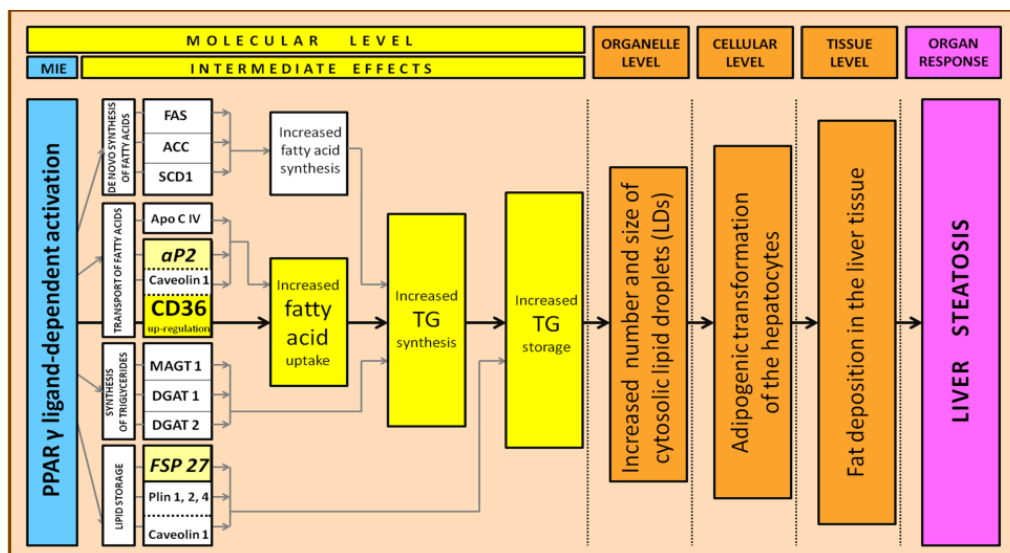 MOLECULAR LEVEL
ORGANELLE
LEVEL
CELLULAR
LEVEL
TISSUE
LEVEL
ORGAN
RESPONSE
MIE
INTERMEDIATE EFFECTS
PPAR γ ligand-dependent activation
DE NOVO SYNTHESIS
OF FATTY ACIDS
FAS
ACC
SCD1
Increased
fatty acid
synthesis
TRANSPORT OF FATTY ACIDS
Apo C IV
aP2
Caveolin 1
CD36
up-regulation
Increased
fatty
acid
uptake
SYNTHESIS
OF TRIGLYCERIDES
MAGT 1
DGAT 1
DGAT 2
LIPID STORAGE
FSP 27
Plin 1, 2, 4
Caveolin 1
Increased
TG
synthesis
Increased
TG
storage
Increased number and size of
cytosolic lipid droplets (LDs)
Adipogenic transformation
of the hepatocytes
Fat deposition in the liver tissue
LIVER STEATOSIS